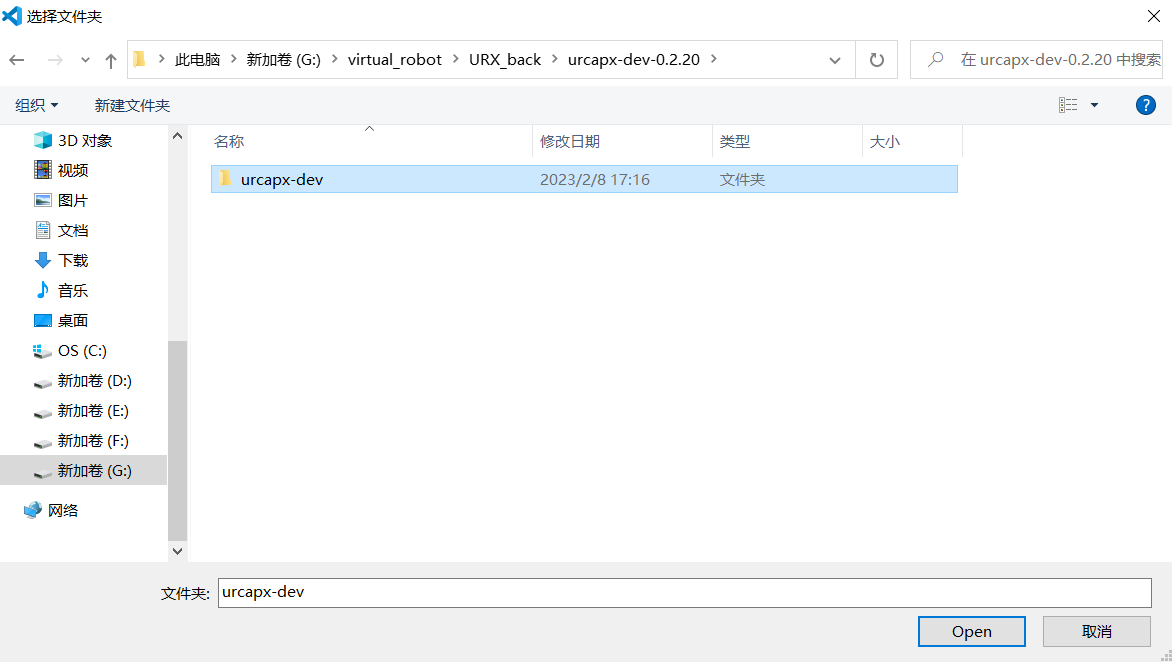 选择文件夹
此电脑 新加卷 (G:) virtual_robot URX_back urcapx-dev-0.2.20
在 urcapx-dev-0.2.20 中搜索
组织 新建文件夹 ?
名称 修改日期 类型 大小
urcapx-dev 2023/2/8 17:16 文件夹
3D 对象
视频
图片
文档
下载
音乐
桌面
OS (C:)
新加卷 (D:)
新加卷 (E:)
新加卷 (F:)
新加卷 (G:)
网络
文件夹: urcapx-dev
Open 取消